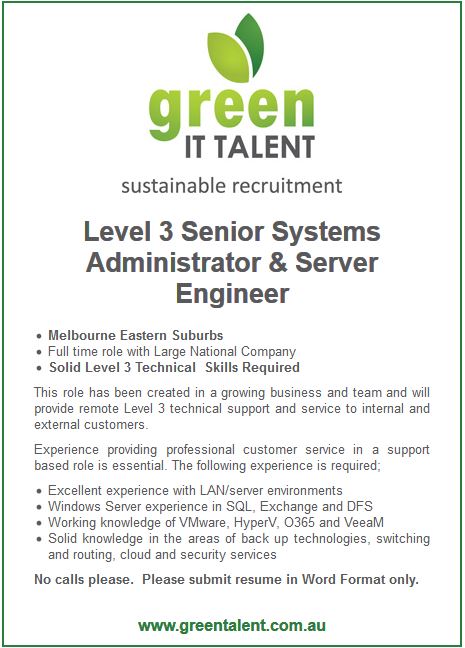 green
IT TALENT
sustainable recruitment
Level 3 Senior Systems
Administrator & Server
Engineer
• Melbourne Eastern Suburbs
• Full time role with Large National Company
• Solid Level 3 Technical  Skills Required
This role has been created in a growing business and team and will
provide remote Level 3 technical support and service to internal and
external customers.
Experience providing professional customer service in a support
based role is essential. The following experience is required;
• Excellent experience with LAN/server environments
• Windows Server experience in SQL, Exchange and DFS
• Working knowledge of VMware, HyperV, O365 and VeeaM
• Solid knowledge in the areas of back up technologies, switching
and routing, cloud and security services
No calls please.  Please submit resume in Word Format only.
www.greentalent.com.au